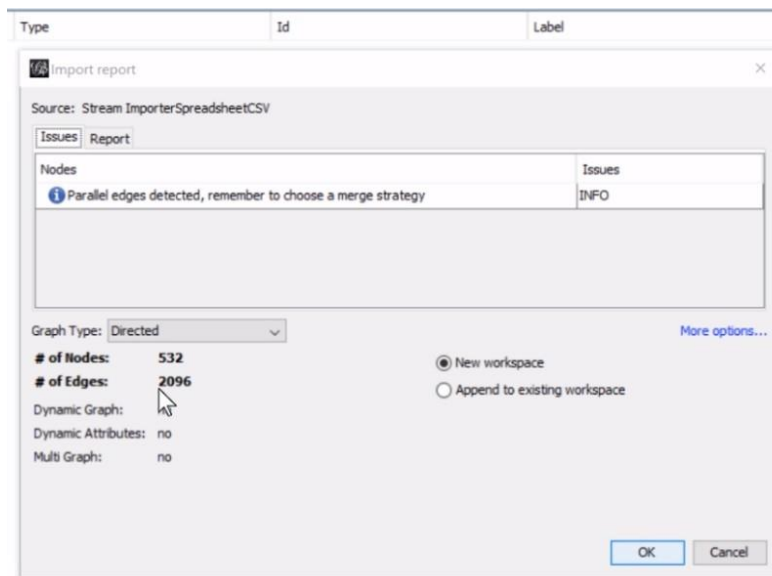 Type Id Label
Import report
Source: Stream ImporterSpreadsheetCSV
Issues Report
Nodes Issues
Parallel edges detected, remember to choose a merge strategy INFO
Graph Type: Directed More options...
# of Nodes: 532 New workspace
# of Edges: 2096 Append to existing workspace
Dynamic Graph:
Dynamic Attributes: no
Multi Graph: no
OK Cancel